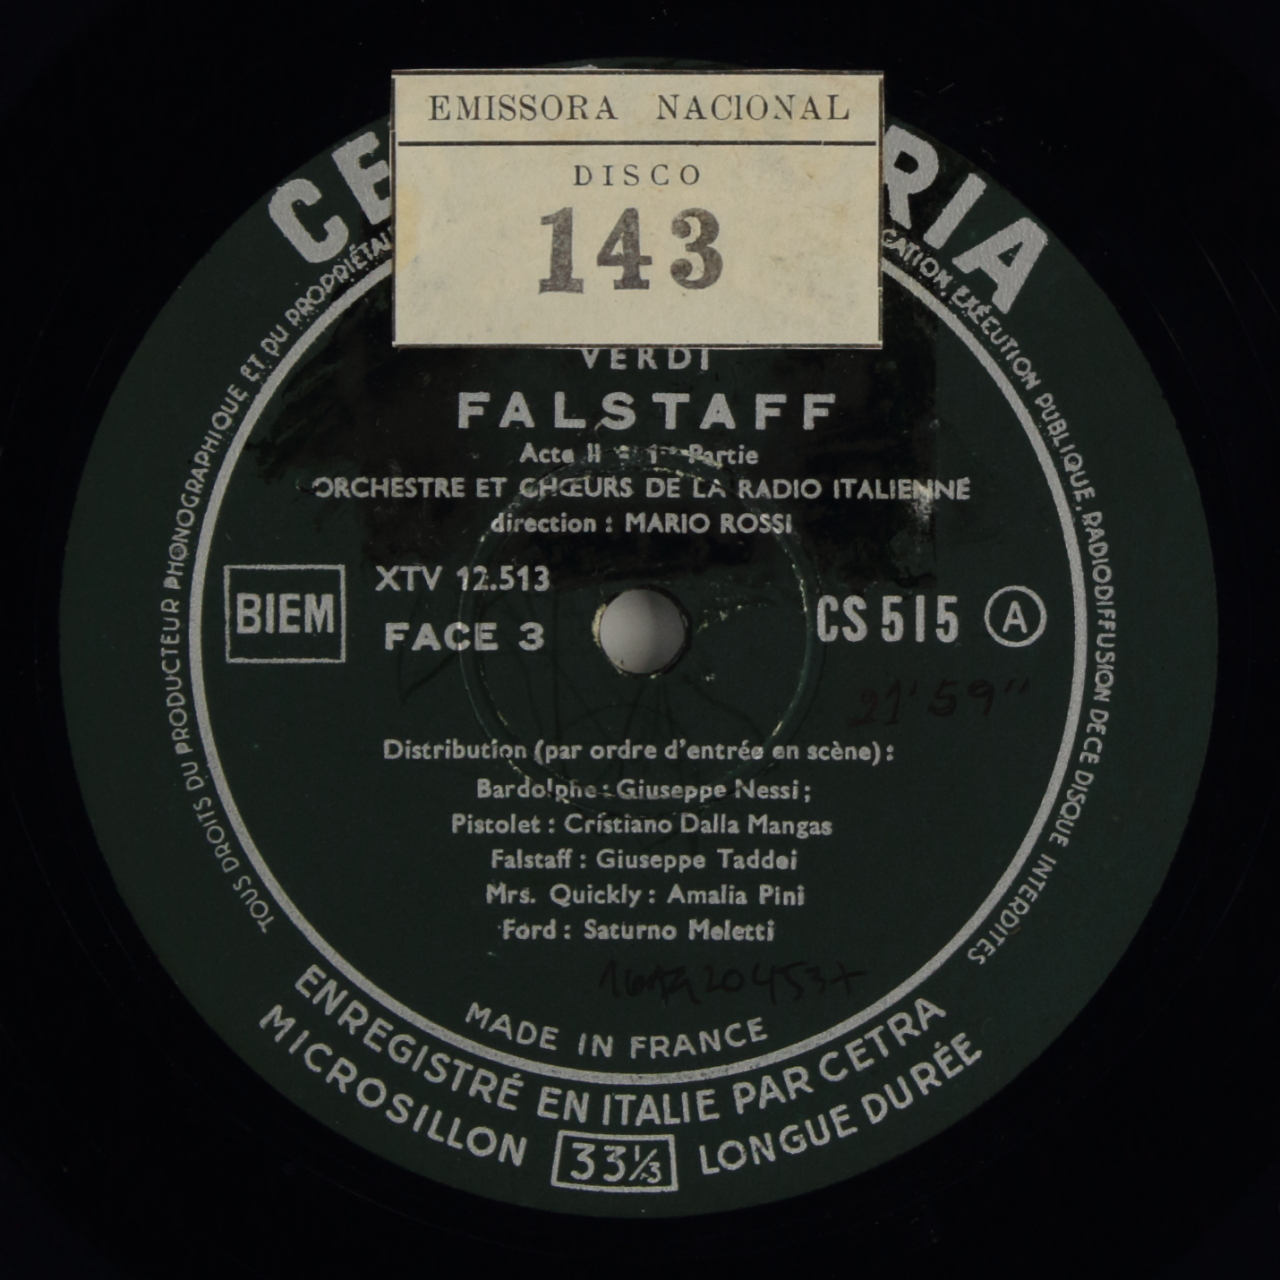 EMISSORA NACIONAL
DISCO
143
TOUS DROITS DU PRODUCTEUR PHONOGRAPHIQUE ET DU
EXÉCUTION PUBLIQUE, RADIODIFFUSION DE CE DISQUE INTERDITES
VERDI
FALSTAFF
Acte II Partie
ORCHESTRE ET CHŒURS DE LA RADIO ITALIENNE
direction : MARIO ROSSI
BIEM
XTV 12.513
FACE 3
CS 515 A
21'59"
Distribution (par ordre d'entrée en scène) :
Bardolphe : Giuseppe Nessi ;
Pistolet : Cristiano Dalla Mangas
Falstaff : Giuseppe Taddei
Mrs. Quickly : Amalia Pini
Ford : Saturno Meletti
MADE IN FRANCE
ENREGISTRÉ EN ITALIE PAR CETRA
MICROSILLON 33⅓ LONGUE DURÉE